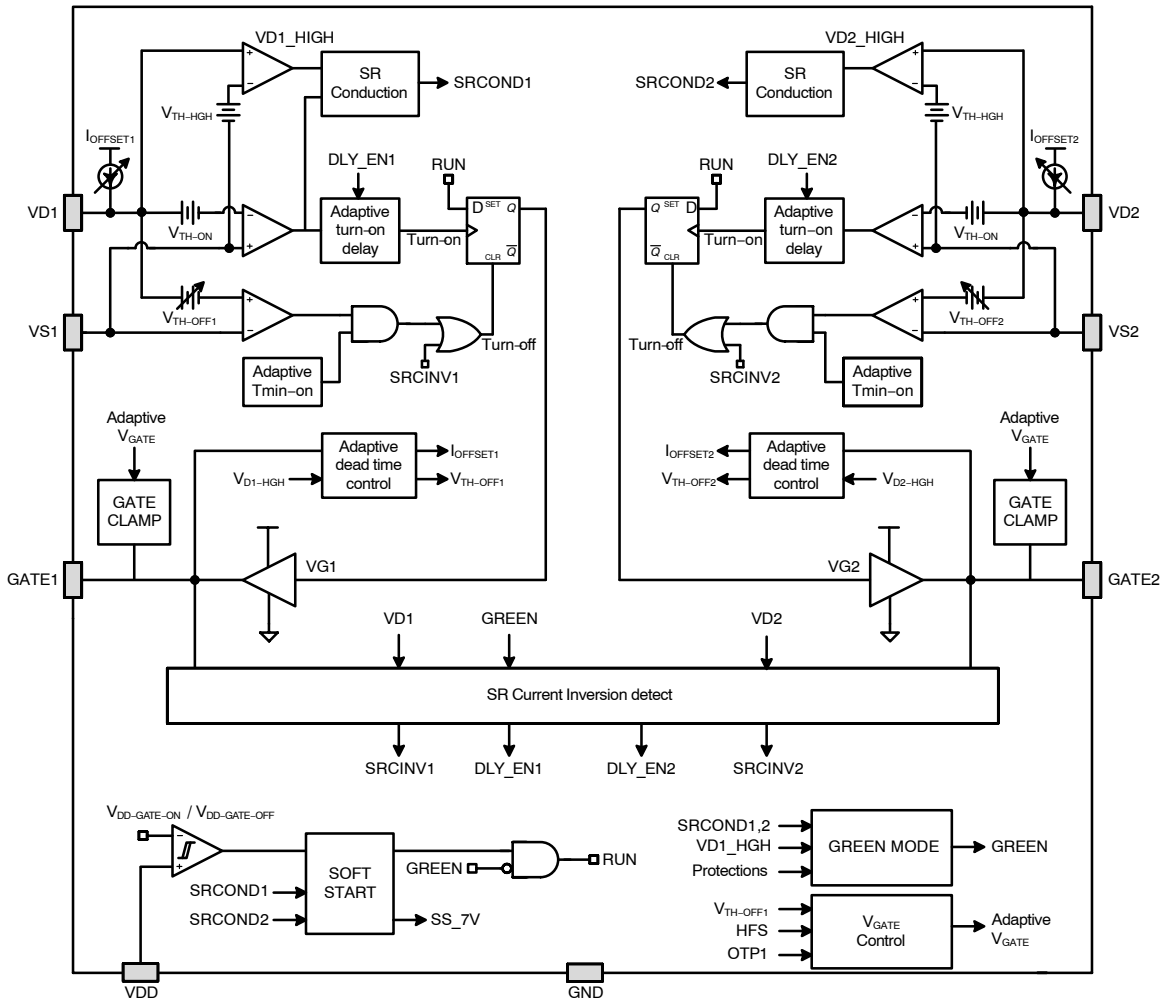 VD1_HIGH
SR
Conduction
SRCOND1
V_TH-HGH
I_OFFSET1
DLY_EN1
RUN
VD1
V_TH-ON
Adaptive
turn-on
delay
Turn-on
D SET Q
Q̅
CLR
V_TH-OFF1
VS1
Turn-off
SRCINV1
Adaptive
Tmin-on
+
−
−
+
+
−
VD2_HIGH
SRCOND2
SR
Conduction
V_TH-HGH
I_OFFSET2
RUN
DLY_EN2
Q SET D
Q̅
CLR
Turn-on
Adaptive
turn-on
delay
V_TH-ON
VD2
V_TH-OFF2
VS2
Turn-off
SRCINV2
Adaptive
Tmin-on
+
−
−
+
+
−
Adaptive
V_GATE
GATE
CLAMP
V_D1-HGH
Adaptive
dead time
control
I_OFFSET1
V_TH-OFF1
GATE1
VG1
I_OFFSET2
V_TH-OFF2
Adaptive
dead time
control
V_D2-HGH
Adaptive
V_GATE
GATE
CLAMP
VG2
GATE2
VD1
GREEN
VD2
SR Current Inversion detect
SRCINV1
DLY_EN1
DLY_EN2
SRCINV2
V_DD-GATE-ON / V_DD-GATE-OFF
−
+
SRCOND1
SRCOND2
SOFT
START
GREEN
RUN
SS_7V
SRCOND1,2
VD1_HGH
Protections
GREEN MODE
GREEN
V_TH-OFF1
HFS
OTP1
V_GATE
Control
Adaptive
V_GATE
VDD
GND